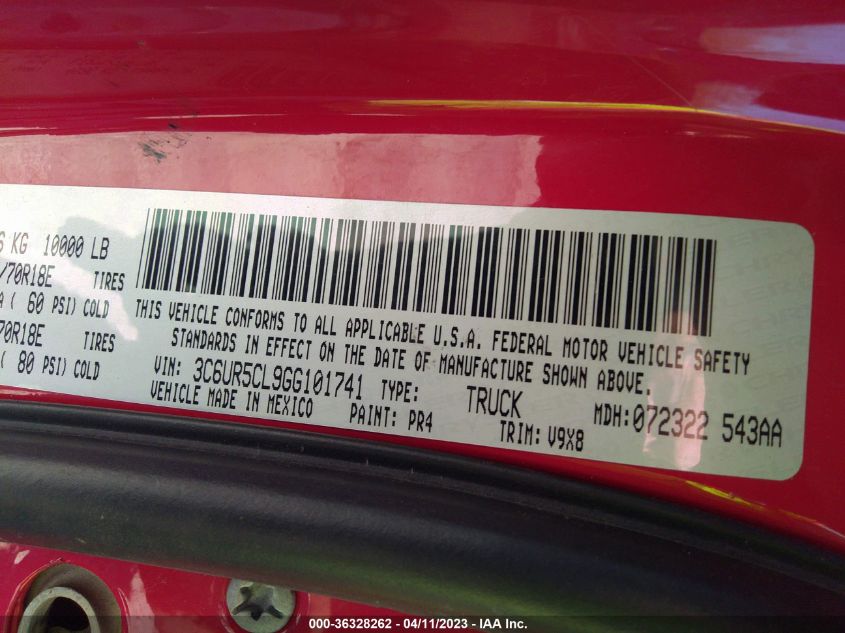 KG 10000 LB
/70R18E TIRES
( 60 PSI) COLD
70R18E TIRES
( 80 PSI) COLD
THIS VEHICLE CONFORMS TO ALL APPLICABLE U.S.A. FEDERAL MOTOR VEHICLE SAFETY
STANDARDS IN EFFECT ON THE DATE OF MANUFACTURE SHOWN ABOVE.
VIN: 3C6UR5CL9GG101741 TYPE: TRUCK MDH:072322 543AA
VEHICLE MADE IN MEXICO PAINT: PR4 TRIM: V9X8
000-36328262 - 04/11/2023 - IAA Inc.